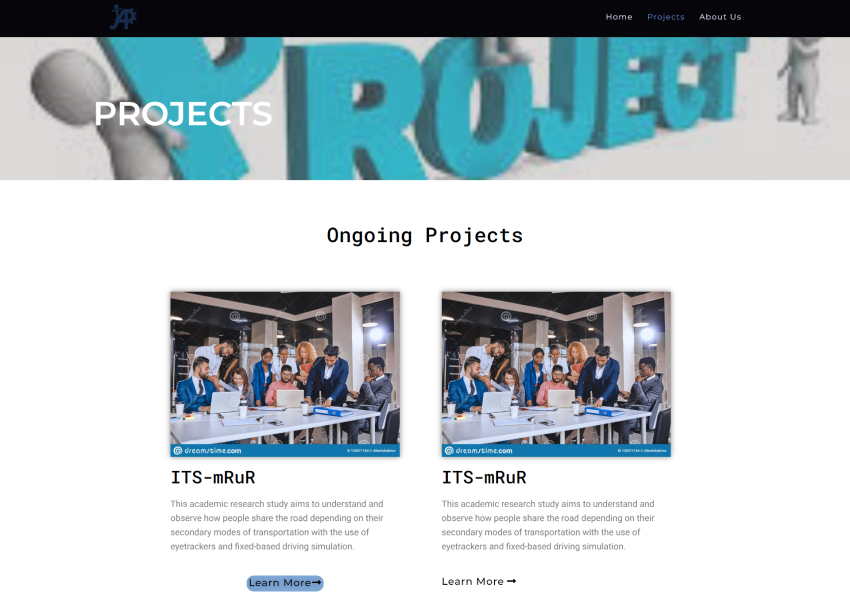 Home Projects About Us
PROJECT
PROJECTS
Ongoing Projects
dreamstime.com
dreamstime.com
ITS-mRuR
ITS-mRuR
This academic research study aims to understand and
observe how people share the road depending on their
secondary modes of transportation with the use of
eyetrackers and fixed-based driving simulation.
This academic research study aims to understand and
observe how people share the road depending on their
secondary modes of transportation with the use of
eyetrackers and fixed-based driving simulation.
Learn More→
Learn More →